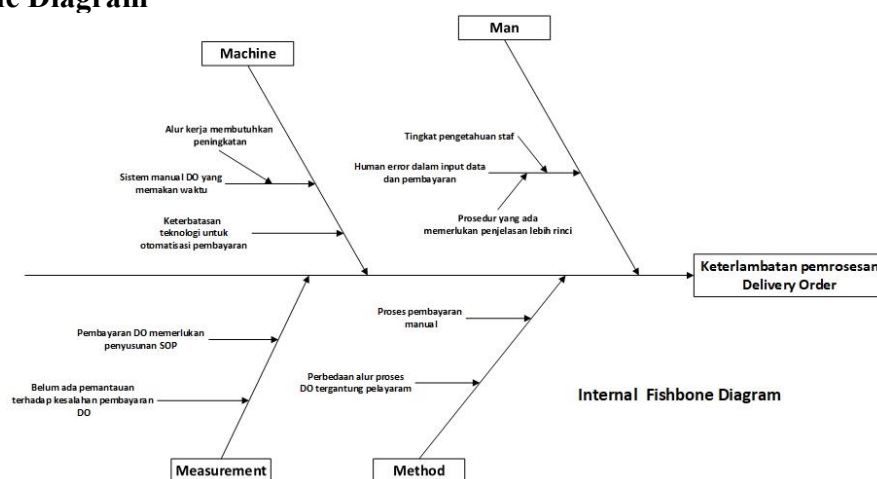 ne Diagram
Machine
Man
Alur kerja membutuhkan
peningkatan
Sistem manual DO yang
memakan waktu
Keterbatasan
teknologi untuk
otomatisasi pembayaran
Tingkat pengetahuan staf
Human error dalam input data
dan pembayaran
Prosedur yang ada
memerlukan penjelasan lebih rinci
Keterlambatan pemrosesan
Delivery Order
Pembayaran DO memerlukan
penyusunan SOP
Belum ada pemantauan
terhadap kesalahan pembayaran
DO
Proses pembayaran
manual
Perbedaan alur proses
DO tergantung pelayaram
Internal Fishbone Diagram
Measurement
Method